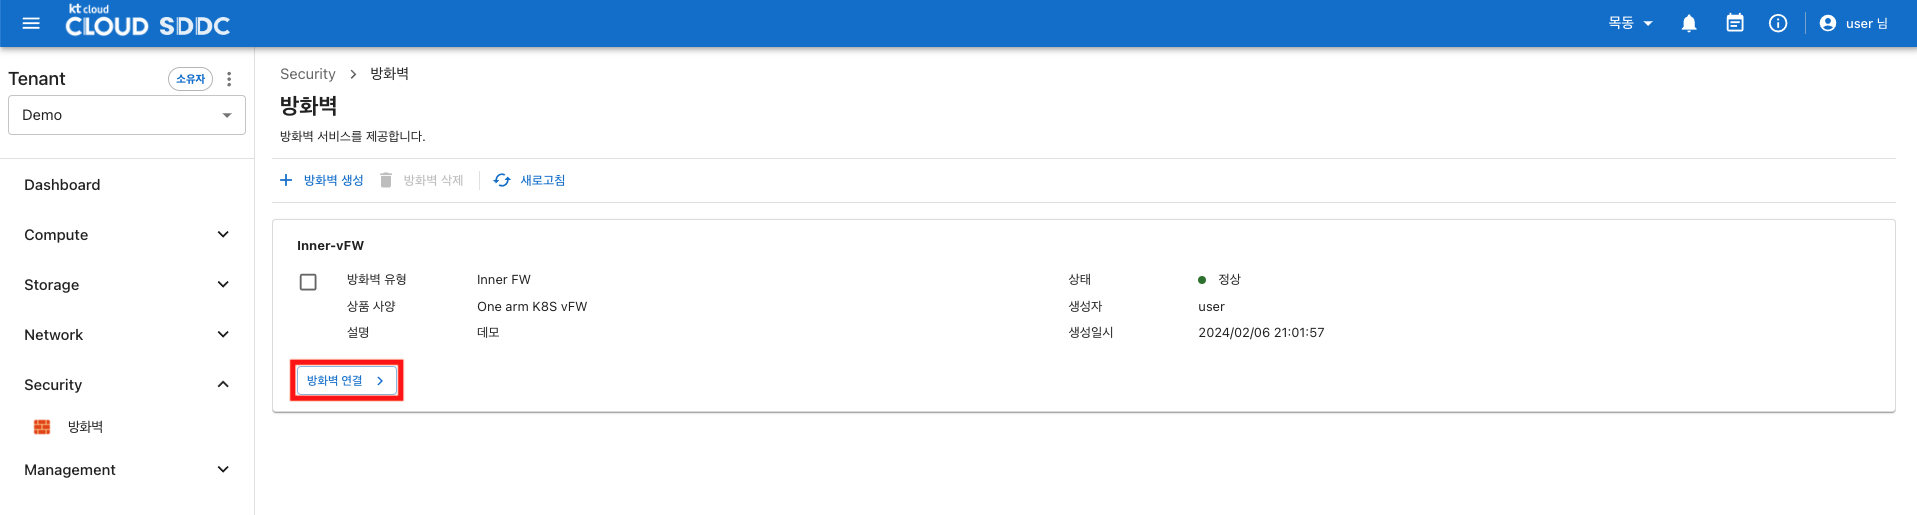 kt cloud
CLOUD SDDC
목동
user 님
Tenant
소유자
Demo
Dashboard
Compute
Storage
Network
Security
방화벽
Management
Security > 방화벽
방화벽
방화벽 서비스를 제공합니다.
+ 방화벽 생성
방화벽 삭제
새로고침
Inner-vFW
방화벽 유형 Inner FW
상품 사양 One arm K8S vFW
설명 데모
상태 정상
생성자 user
생성일시 2024/02/06 21:01:57
방화벽 연결 >